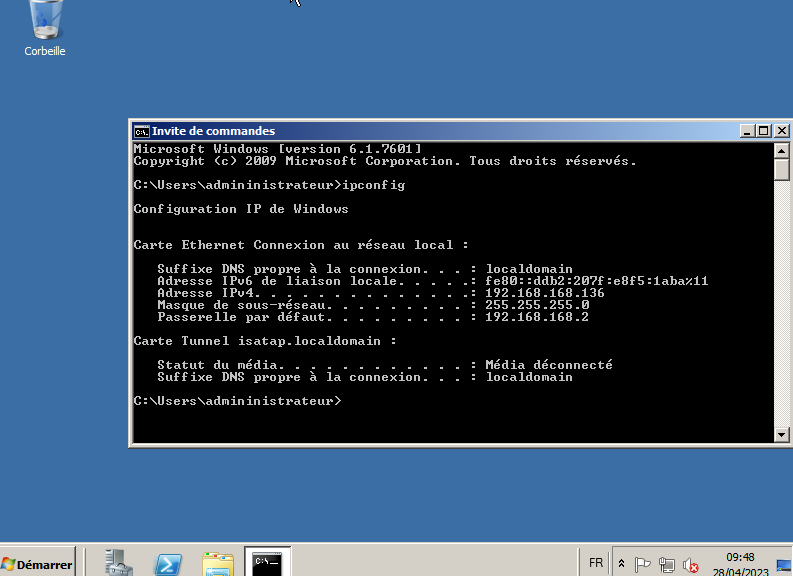 Corbeille
Invite de commandes
Microsoft Windows [version 6.1.7601]
Copyright (c) 2009 Microsoft Corporation. Tous droits réservés.
C:\Users\admininistrateur>ipconfig
Configuration IP de Windows
Carte Ethernet Connexion au réseau local :
Suffixe DNS propre à la connexion. . . : localdomain
Adresse IPv6 de liaison locale. . . . .: fe80::ddb2:207f:e8f5:1aba%11
Adresse IPv4. . . . . . . . . . . . . .: 192.168.168.136
Masque de sous-réseau. . . . . . . . . : 255.255.255.0
Passerelle par défaut. . . . . . . . . : 192.168.168.2
Carte Tunnel isatap.localdomain :
Statut du média. . . . . . . . . . . . : Média déconnecté
Suffixe DNS propre à la connexion. . . : localdomain
C:\Users\admininistrateur>
Démarrer
FR
09:48
28/04/2023